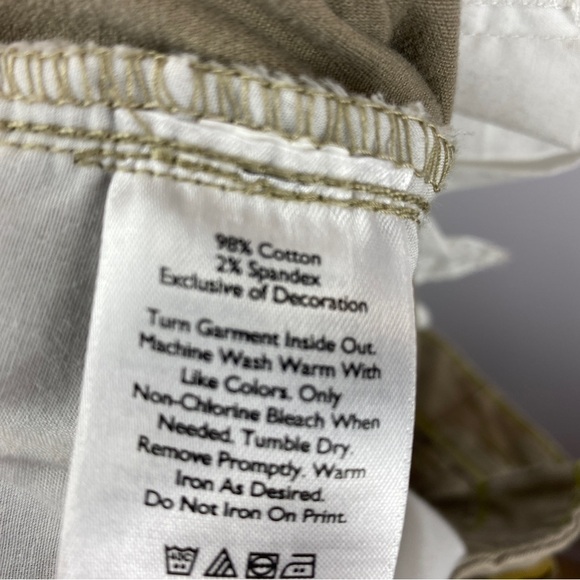 98% Cotton
2% Spandex
Exclusive of Decoration
Turn Garment Inside Out.
Machine Wash Warm With
Like Colors. Only
Non-Chlorine Bleach When
Needed. Tumble Dry.
Remove Promptly. Warm
Iron As Desired.
Do Not Iron On Print.